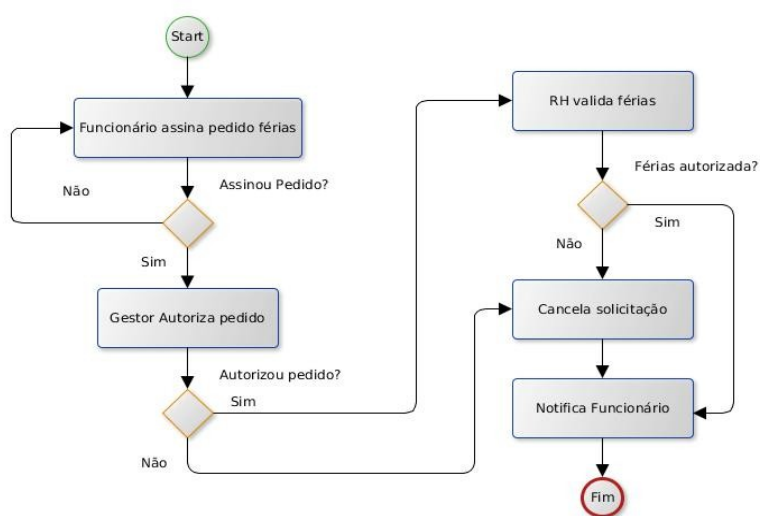 Start
Funcionário assina pedido férias
Assinou Pedido?
Não
Sim
Gestor Autoriza pedido
Autorizou pedido?
Sim
Não
RH valida férias
Férias autorizada?
Sim
Não
Cancela solicitação
Notifica Funcionário
Fim